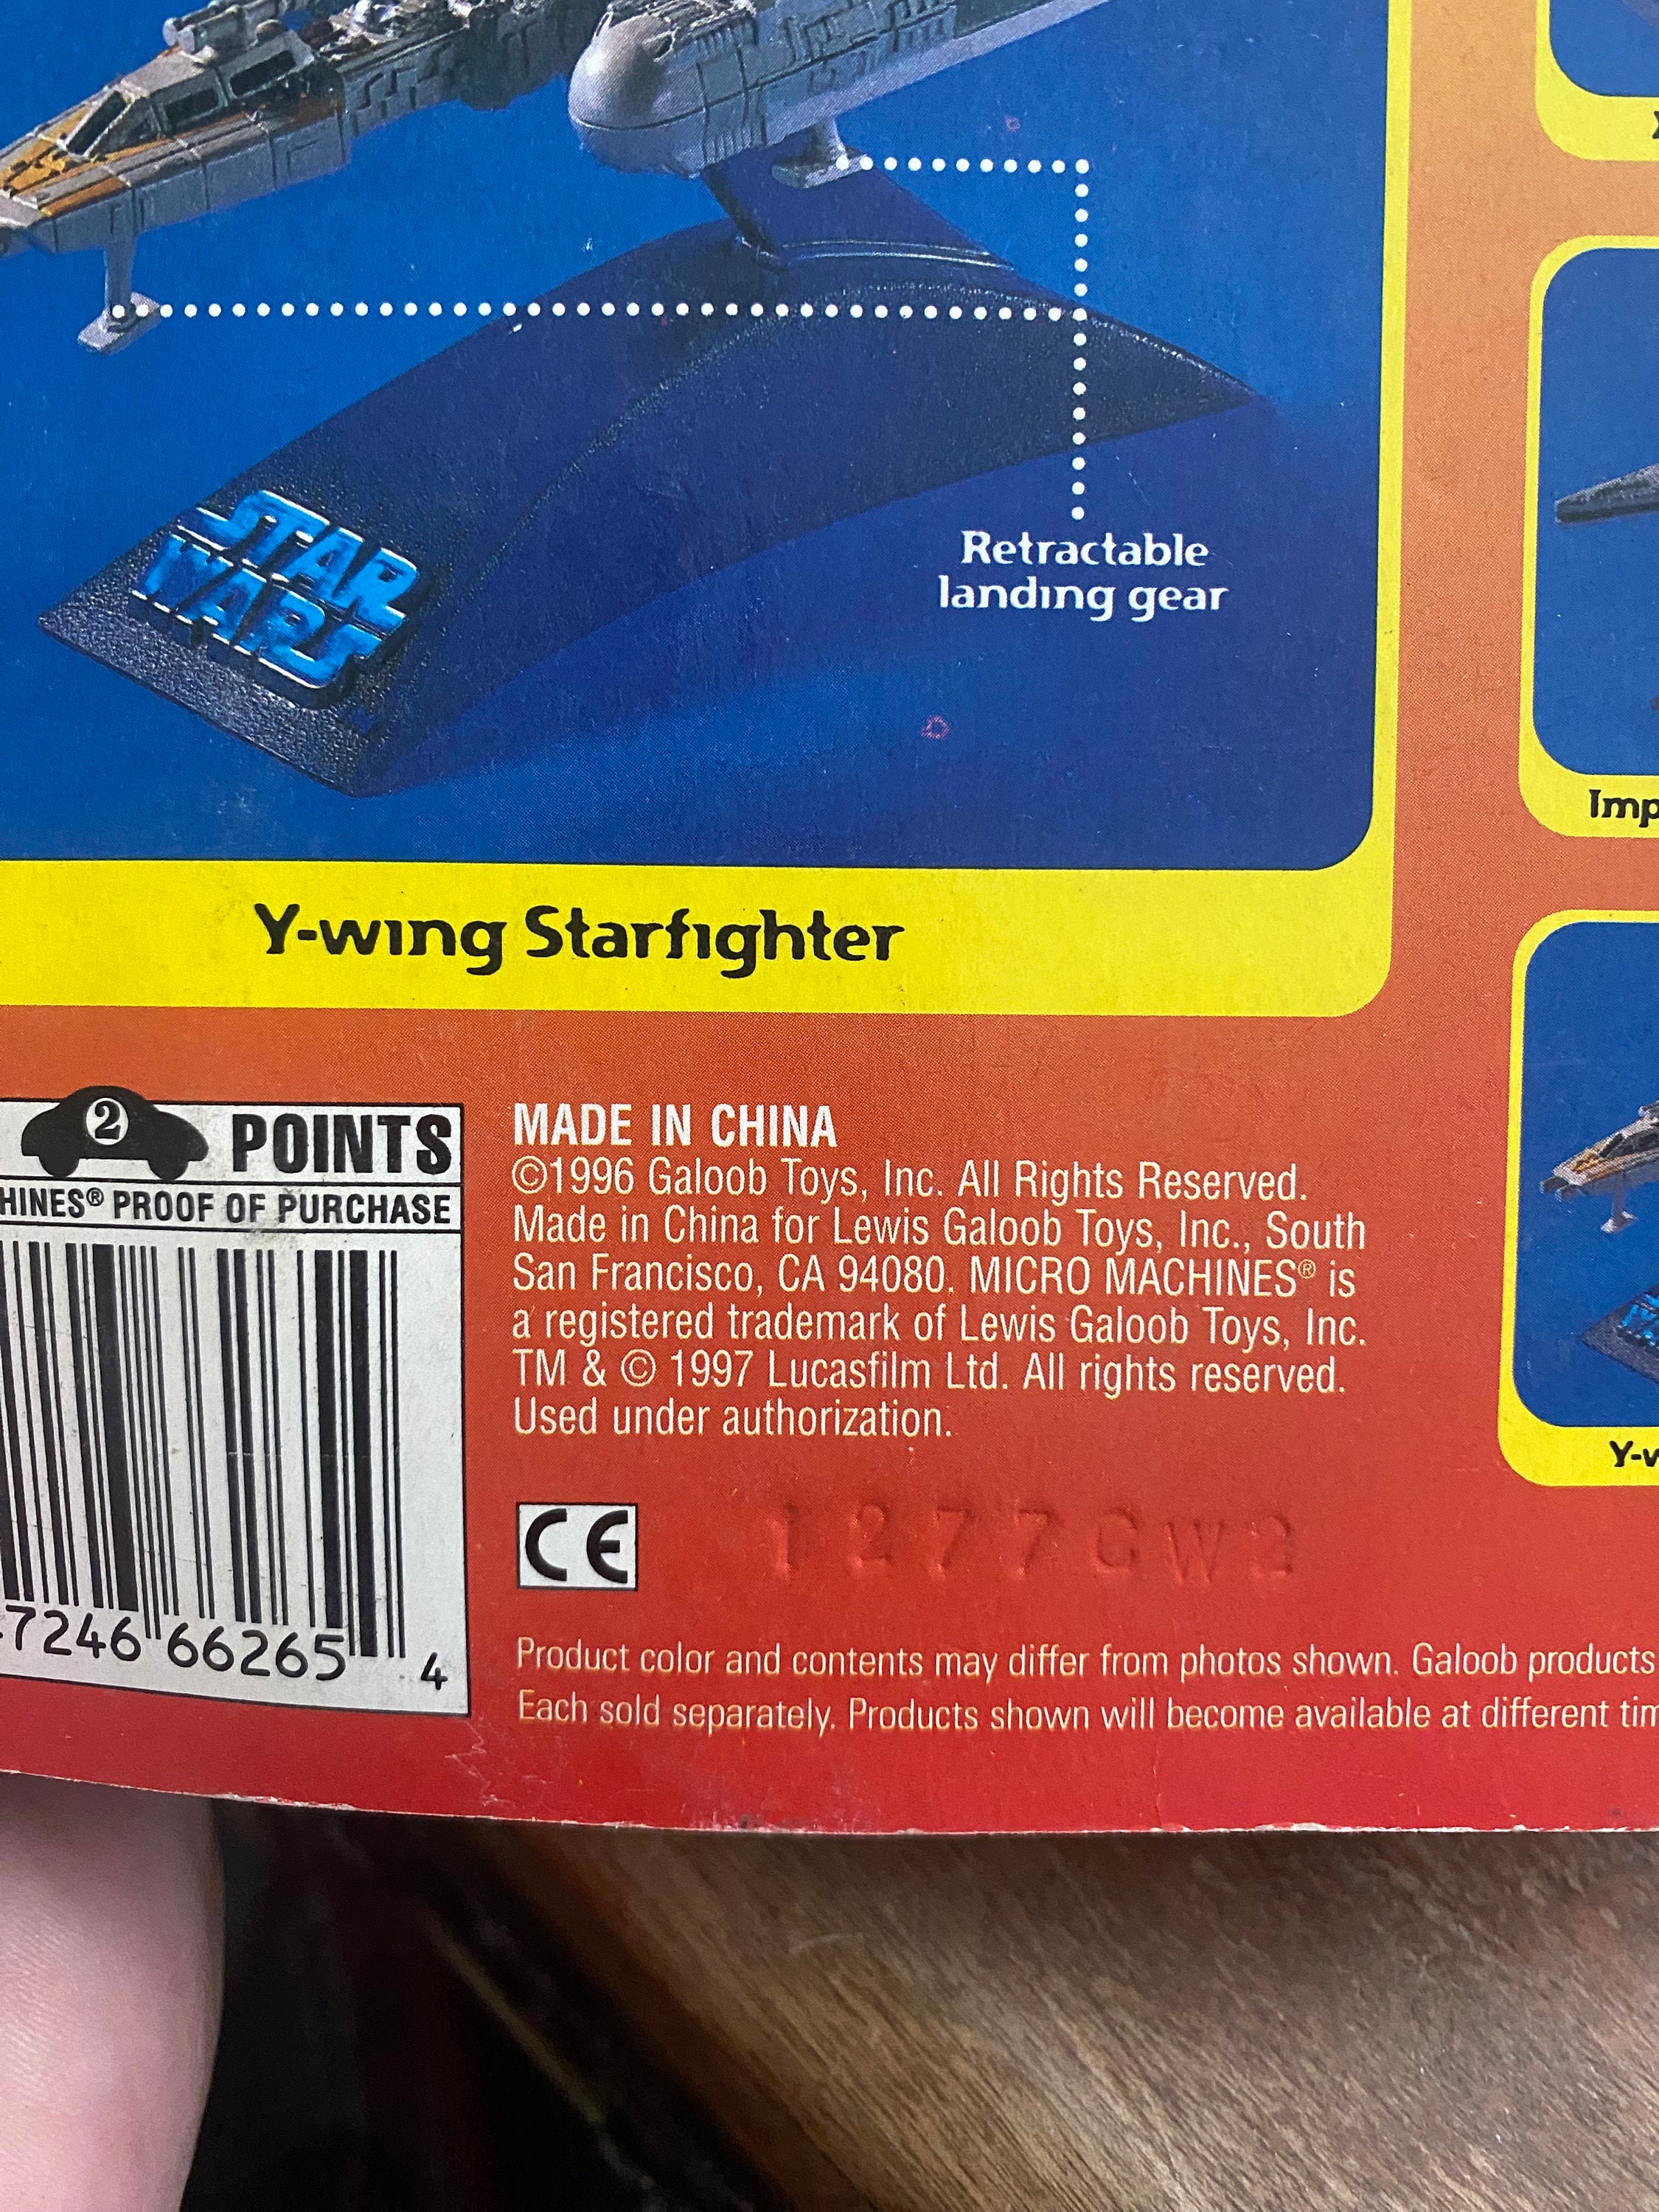 Retractable
landing gear
STAR
WARS
Imp
Y-wing Starfighter
2 POINTS
HINES® PROOF OF PURCHASE
7246 66265 4
MADE IN CHINA
©1996 Galoob Toys, Inc. All Rights Reserved.
Made in China for Lewis Galoob Toys, Inc., South
San Francisco, CA 94080. MICRO MACHINES® is
a registered trademark of Lewis Galoob Toys, Inc.
TM & © 1997 Lucasfilm Ltd. All rights reserved.
Used under authorization.
Y-w
CE 1277CW2
Product color and contents may differ from photos shown. Galoob products
Each sold separately. Products shown will become available at different tim